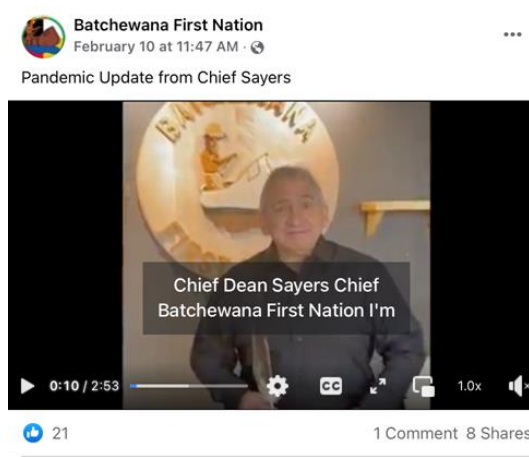 Batchewana First Nation
February 10 at 11:47 AM ·
Pandemic Update from Chief Sayers
BATCHEWANA
Chief Dean Sayers Chief
Batchewana First Nation I'm
0:10 / 2:53
CC
1.0x
21
1 Comment 8 Shares